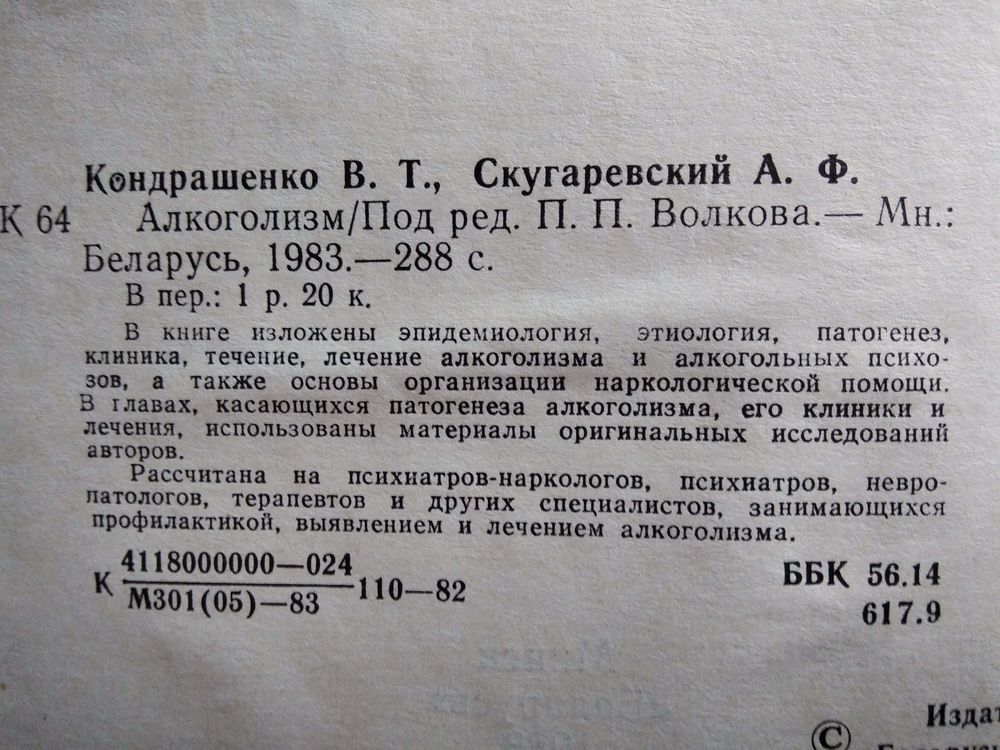 Кондрашенко В. Т., Скугаревский А. Ф.
К 64 Алкоголизм/Под ред. П. П. Волкова.— Мн.:
Беларусь, 1983.—288 с.
В пер.: 1 р. 20 к.
В книге изложены эпидемиология, этиология, патогенез,
клиника, течение, лечение алкоголизма и алкогольных психо-
зов, а также основы организации наркологической помощи.
В главах, касающихся патогенеза алкоголизма, его клиники и
лечения, использованы материалы оригинальных исследований
авторов.
Рассчитана на психиатров-наркологов, психиатров, невро-
патологов, терапевтов и других специалистов, занимающихся
профилактикой, выявлением и лечением алкоголизма.
4118000000—024
К 110—82
М301(05)—83
ББК 56.14
617.9
Издат
©